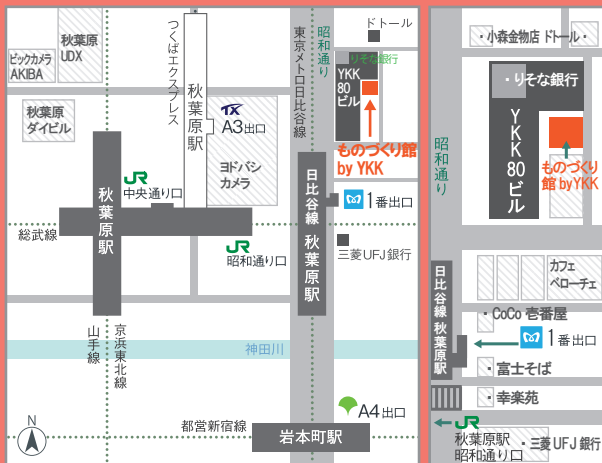 ビックカメラ
AKIBA
秋葉原
UDX
つくばエクスプレス
秋葉原駅
東京メトロ日比谷線
昭和通り
ドトール
りそな銀行
YKK
80
ビル
秋葉原
ダイビル
TX
A3出口
ヨドバシ
カメラ
ものづくり館
by YKK
JR
中央通り口
秋葉原駅
日比谷線 秋葉原駅
1番出口
総武線
JR
昭和通り口
三菱UFJ銀行
山手線
京浜東北線
神田川
N
都営新宿線
A4出口
岩本町駅
・小森金物店
ドトール・
・りそな銀行
YKK80ビル
昭和通り
ものづくり
館 by YKK
日比谷線 秋葉原駅
カフェ
ベローチェ
・CoCo 壱番屋
1番出口
・富士そば
・幸楽苑
JR
秋葉原駅
昭和通り口
・三菱UFJ銀行